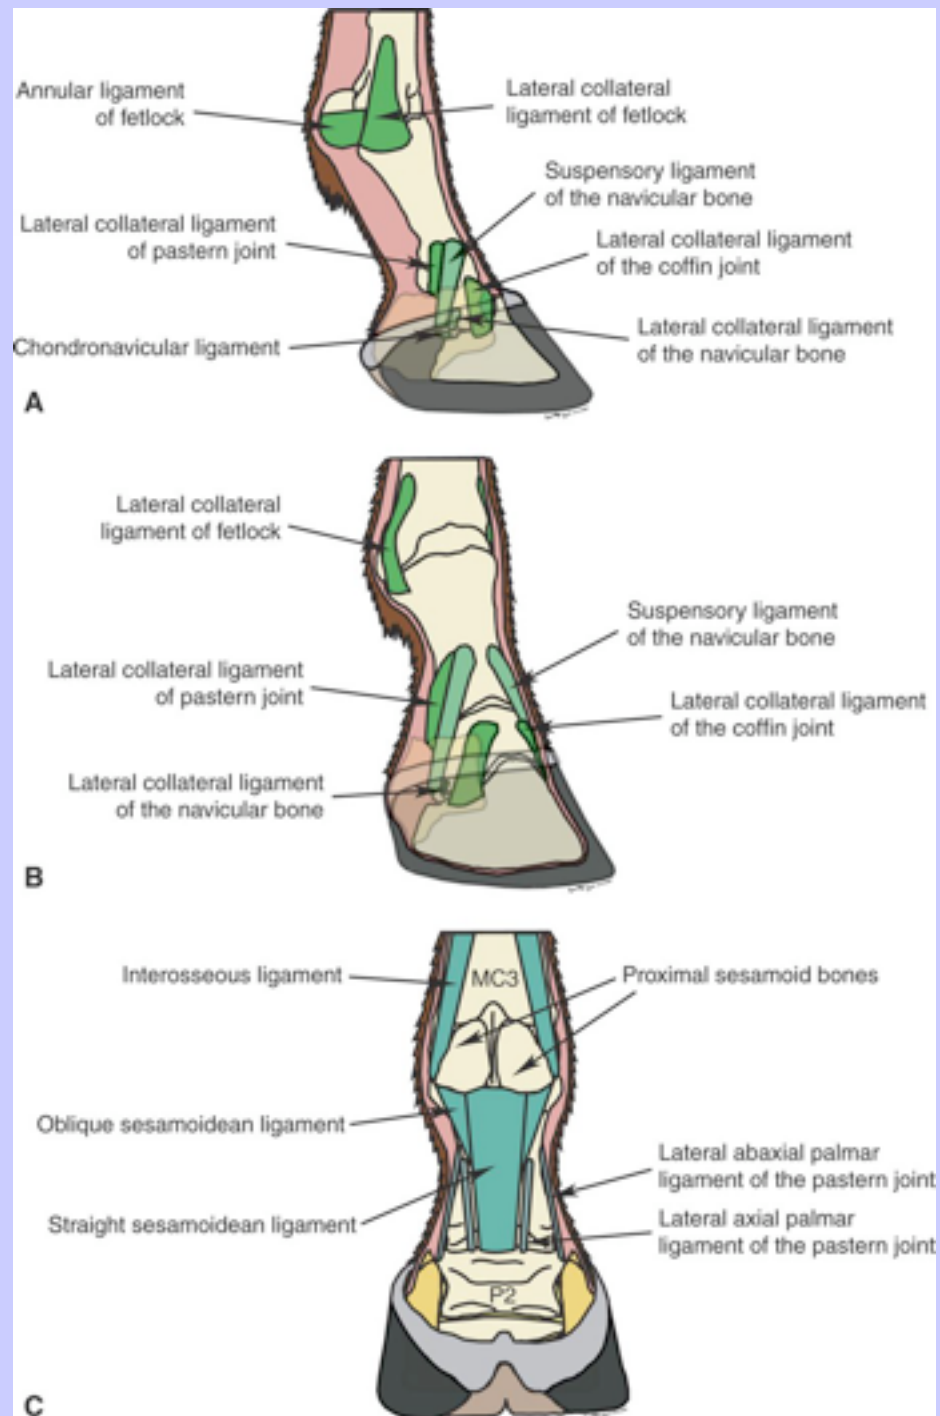 Annular ligament
of fetlock
Lateral collateral
ligament of fetlock
Suspensory ligament
of the navicular bone
Lateral collateral ligament
of pastern joint
Lateral collateral ligament
of the coffin joint
Chondronavicular ligament
Lateral collateral ligament
of the navicular bone
A
Lateral collateral
ligament of fetlock
Suspensory ligament
of the navicular bone
Lateral collateral ligament
of pastern joint
Lateral collateral ligament
of the coffin joint
Lateral collateral ligament
of the navicular bone
B
Interosseous ligament
MC3
Proximal sesamoid bones
Oblique sesamoidean ligament
Lateral abaxial palmar
ligament of the pastern joint
Straight sesamoidean ligament
Lateral axial palmar
ligament of the pastern joint
P2
C